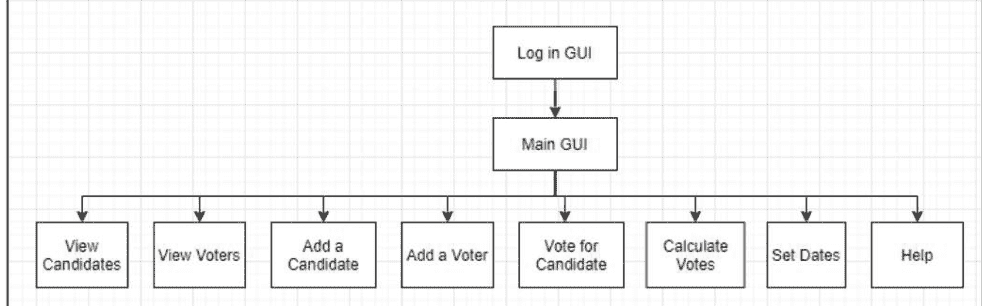 Log in GUI
Main GUI
View
Candidates
View Voters
Add a
Candidate
Add a Voter
Vote for
Candidate
Calculate
Votes
Set Dates
Help